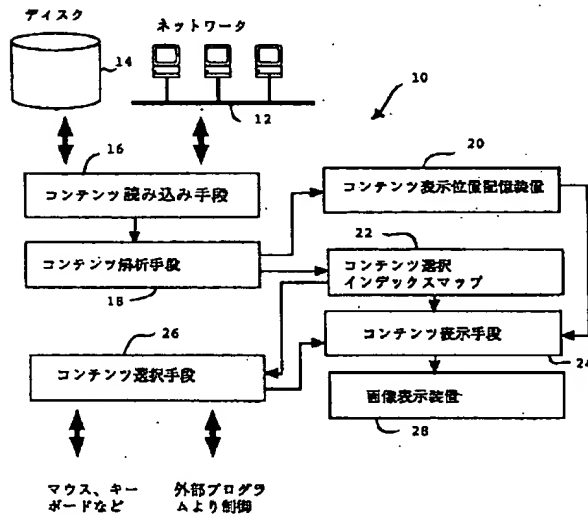 ディスク
ネットワーク
14
12
10
16
コンテンツ読み込み手段
20
コンテンツ表示位置記憶装置
コンテンツ解析手段
18
22
コンテンツ選択
インデックスマップ
26
コンテンツ選択手段
コンテンツ表示手段
24
画像表示装置
28
マウス、キー
ボードなど
外部プログラ
ムより制御